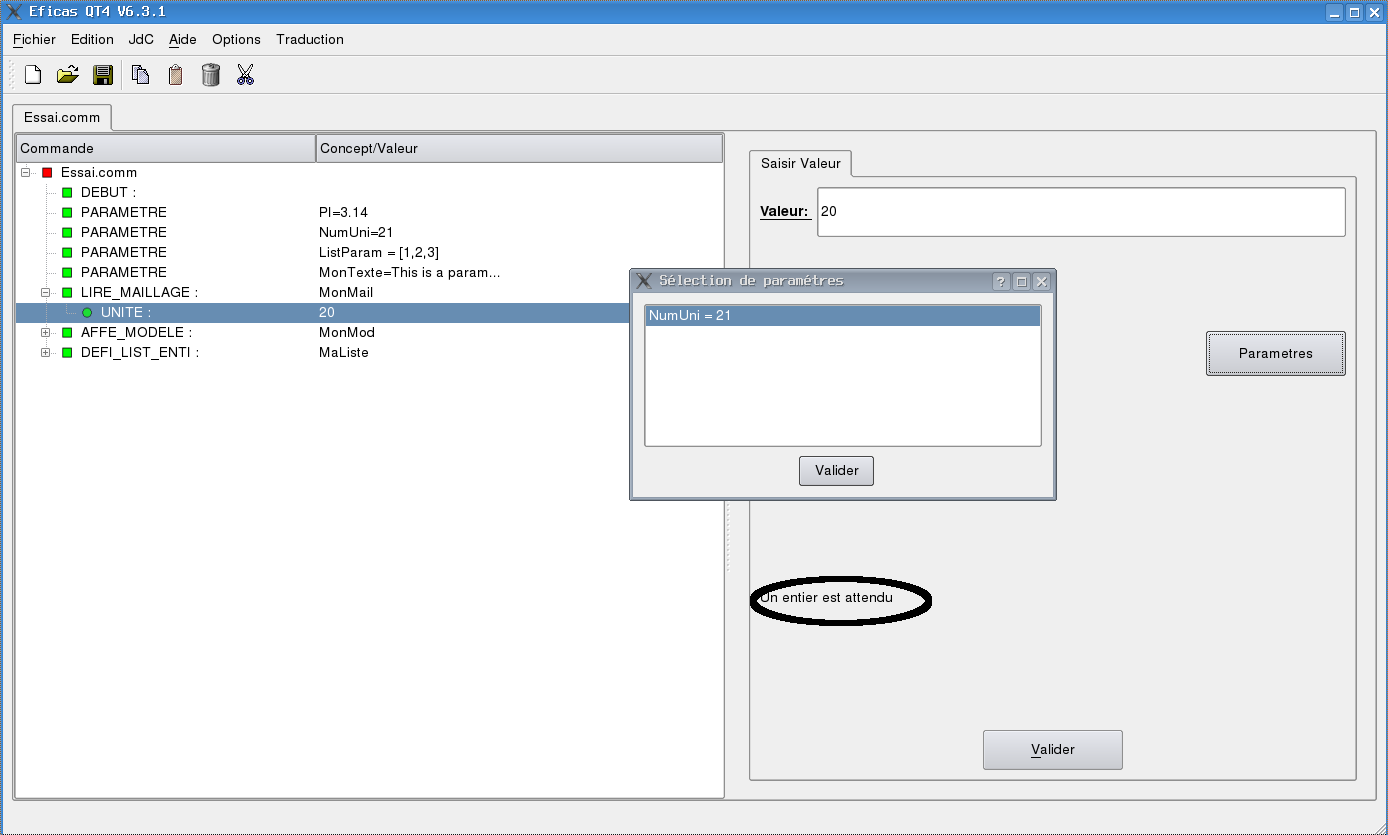 Eficas QT4 V6.3.1
Fichier Edition JdC Aide Options Traduction
Essai.comm
Commande Concept/Valeur
Essai.comm
DEBUT :
PARAMETRE PI=3.14
PARAMETRE NumUni=21
PARAMETRE ListParam = [1,2,3]
PARAMETRE MonTexte=This is a param...
LIRE_MAILLAGE : MonMail
UNITE : 20
AFFE_MODELE : MonMod
DEFI_LIST_ENTI : MaListe
Saisir Valeur
Valeur: 20
Sélection de paramétres
?
NumUni = 21
Valider
Parametres
Un entier est attendu
Valider